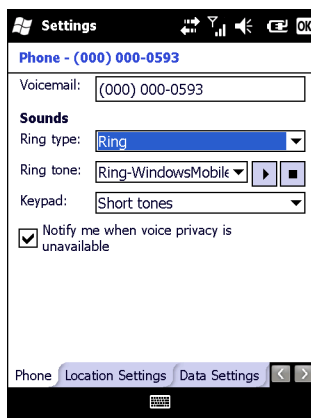 Settings
OK
Phone - (000) 000-0593
Voicemail: (000) 000-0593
Sounds
Ring type: Ring
Ring tone: Ring-WindowsMobile
Keypad: Short tones
Notify me when voice privacy is
unavailable
Phone Location Settings Data Settings